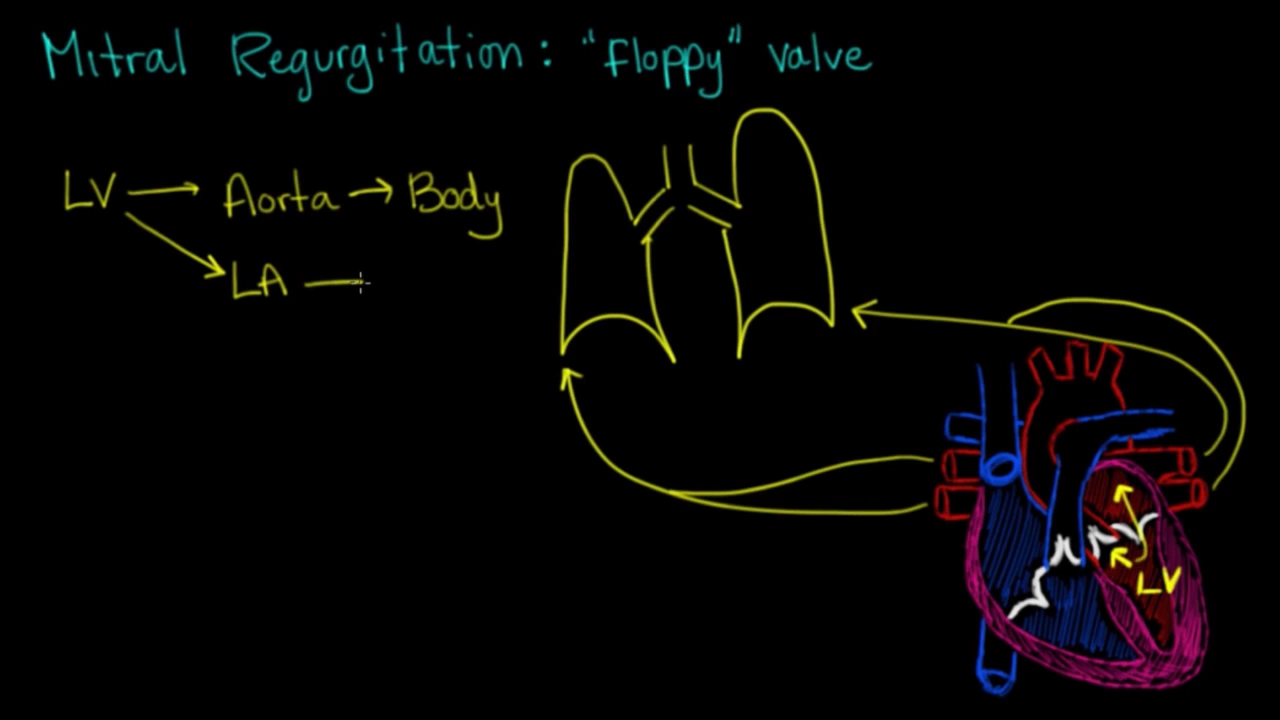 Mitral Regurgitation: "floppy" valve
LV → Aorta → Body
LA —
LV